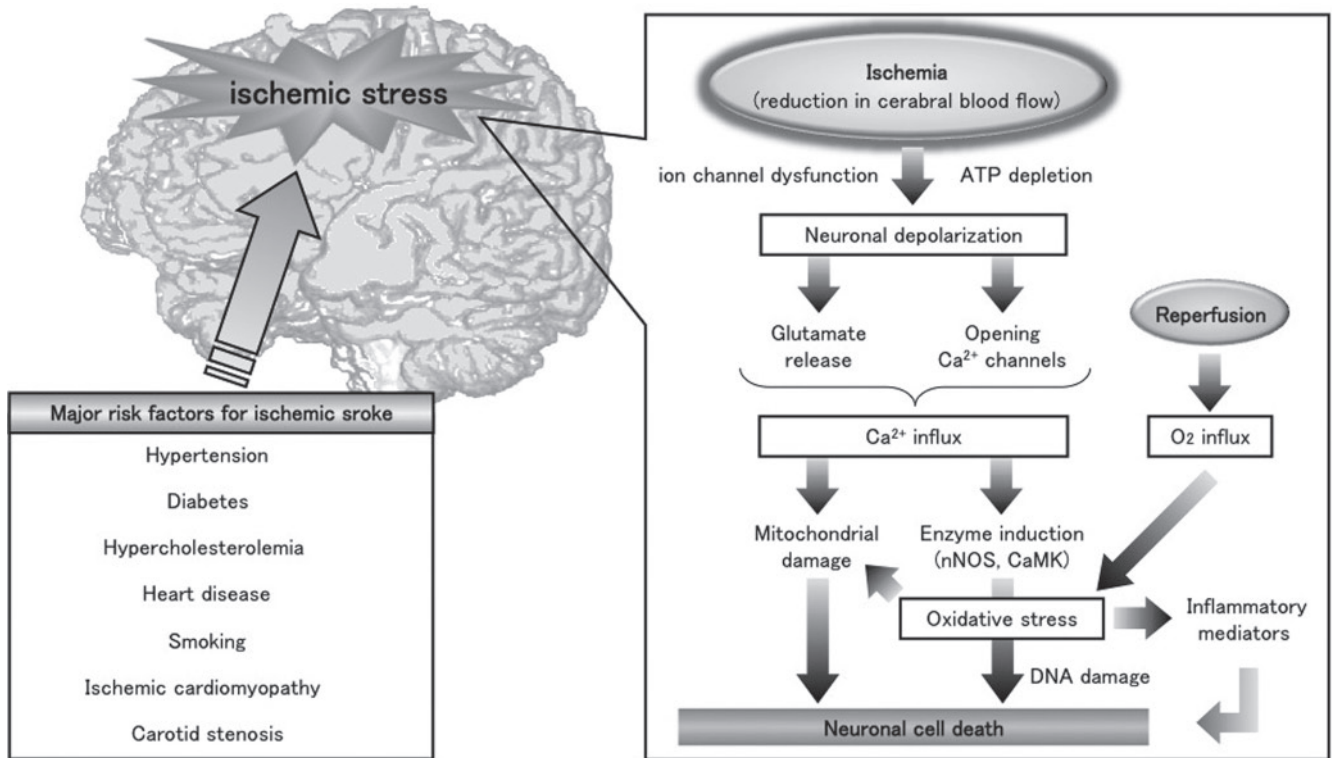 ischemic stress
Major risk factors for ischemic sroke
Hypertension
Diabetes
Hypercholesterolemia
Heart disease
Smoking
Ischemic cardiomyopathy
Carotid stenosis
Ischemia
(reduction in cerabral blood flow)
ion channel dysfunction
ATP depletion
Neuronal depolarization
Glutamate
release
Opening
Ca²⁺ channels
Reperfusion
Ca²⁺ influx
O₂ influx
Mitochondrial
damage
Enzyme induction
(nNOS, CaMK)
Oxidative stress
Inflammatory
mediators
DNA damage
Neuronal cell death